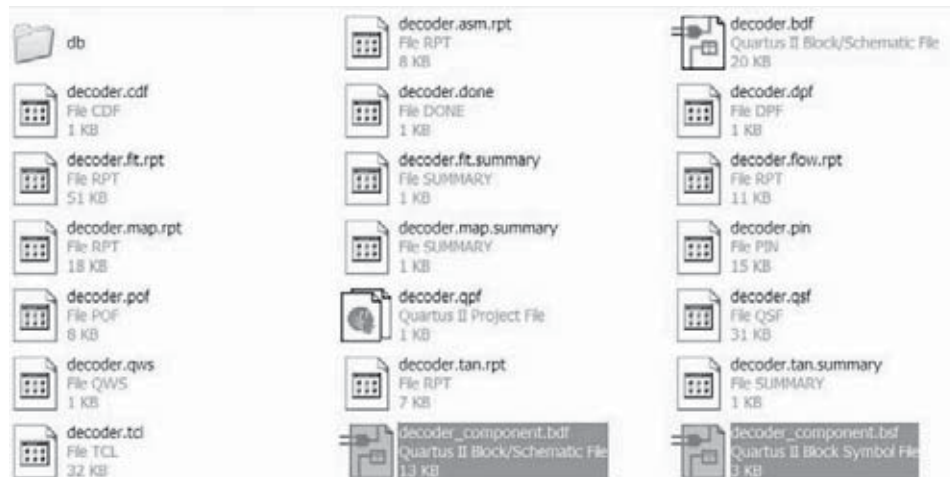 db
decoder.asm.rpt
File RPT
8 KB
decoder.bdf
Quartus II Block/Schematic File
20 KB
decoder.cdf
File CDF
1 KB
decoder.done
File DONE
1 KB
decoder.dpf
File DPF
1 KB
decoder.fit.rpt
File RPT
51 KB
decoder.fit.summary
File SUMMARY
1 KB
decoder.flow.rpt
File RPT
11 KB
decoder.map.rpt
File RPT
18 KB
decoder.map.summary
File SUMMARY
1 KB
decoder.pin
File PIN
15 KB
decoder.pof
File POF
8 KB
decoder.qpf
Quartus II Project File
1 KB
decoder.qsf
File QSF
31 KB
decoder.qws
File QWS
1 KB
decoder.tan.rpt
File RPT
7 KB
decoder.tan.summary
File SUMMARY
1 KB
decoder.tcl
File TCL
32 KB
decoder_component.bdf
Quartus II Block/Schematic File
13 KB
decoder_component.bsf
Quartus II Block Symbol File
3 KB